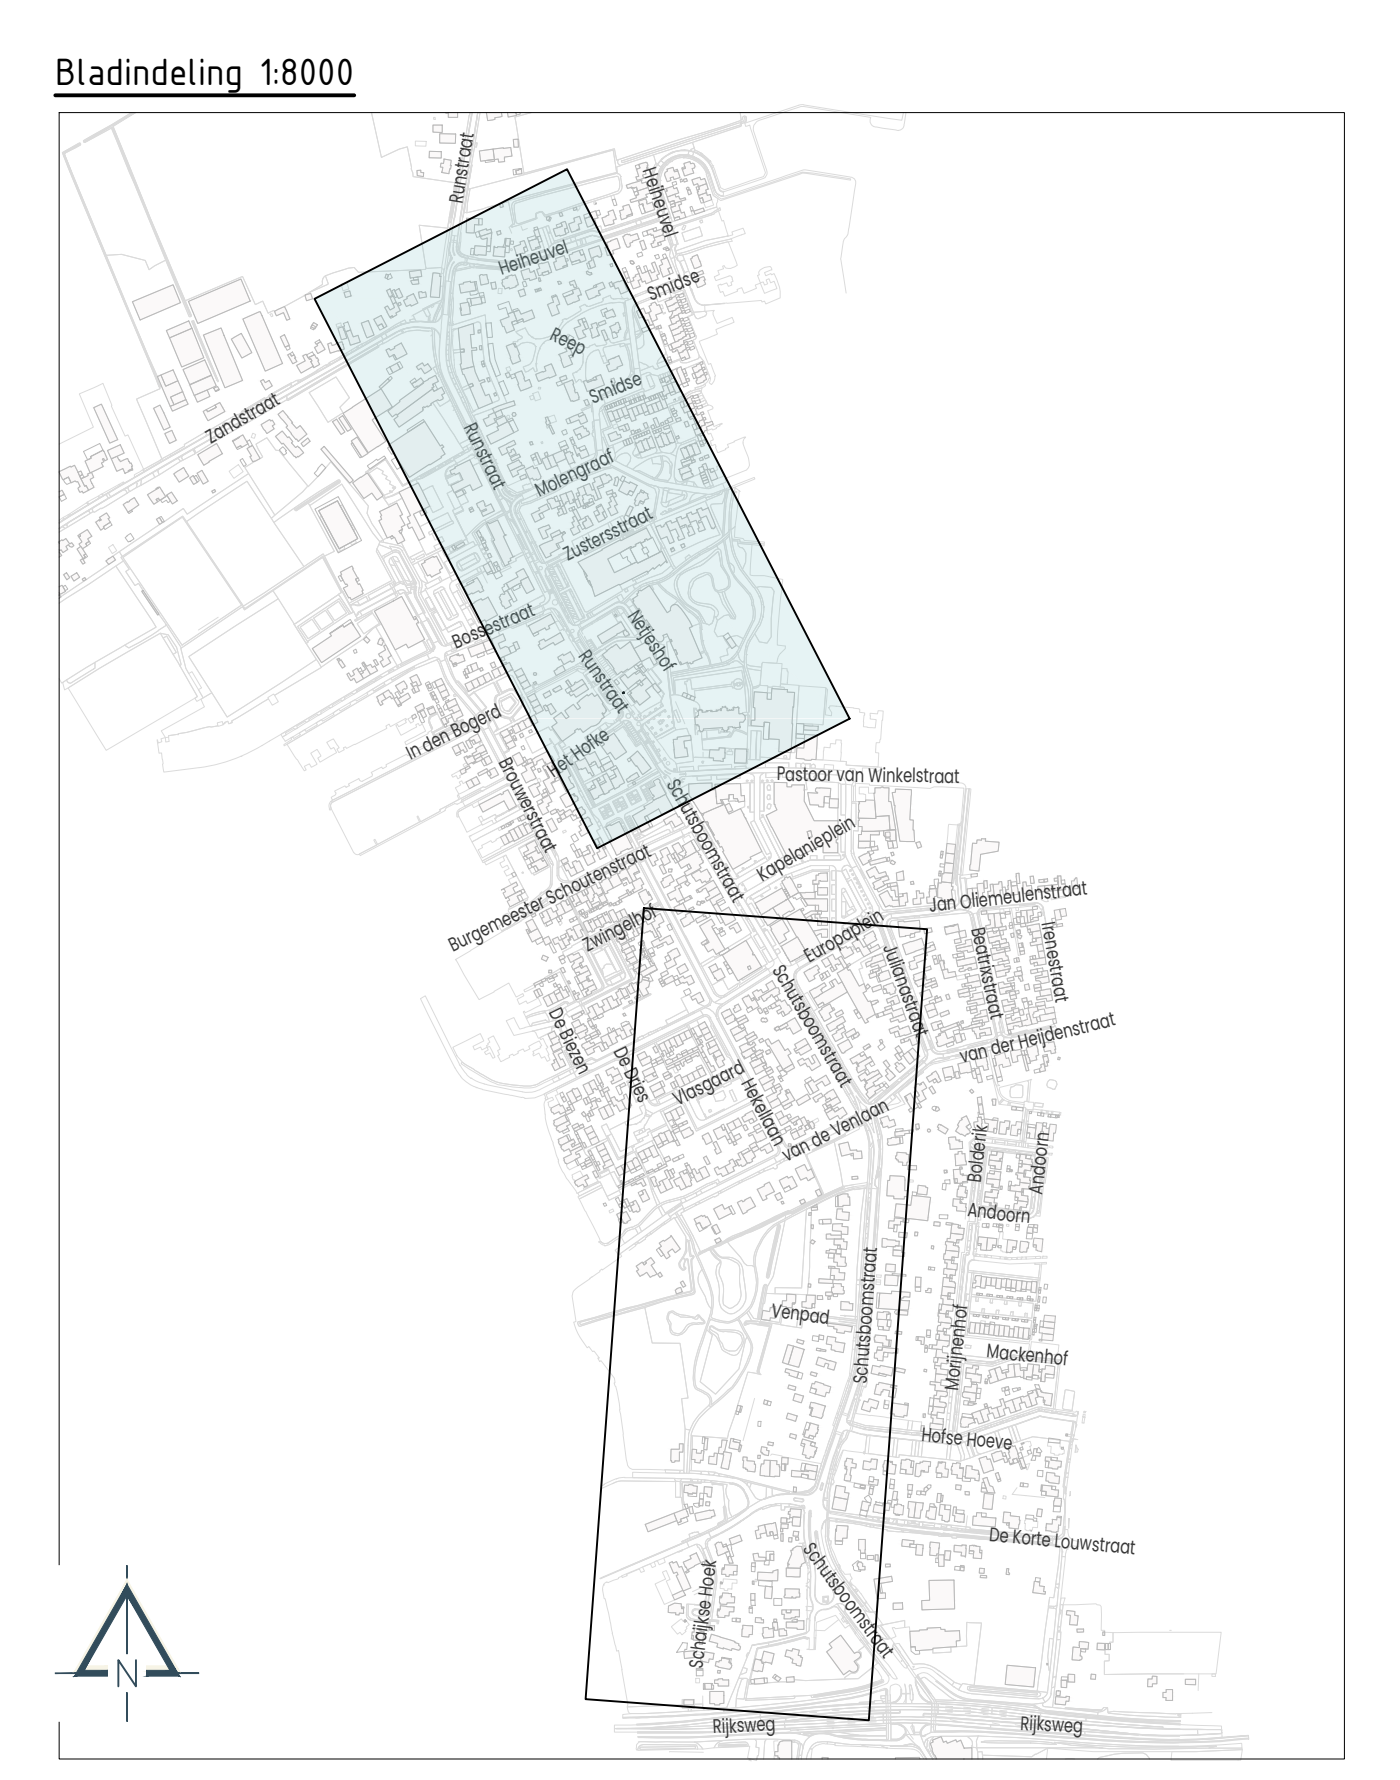 Bladindeling 1:8000
Runstraat
Heiheuvel
Heiheuvel
Smidse
Reep
Smidse
Zandstraat
Runstraat
Molengraaf
Zustersstraat
Bossestraat
Netjeshof
Runstraat
In den Bogerd
Het Hofke
Brouwerstraat
Pastoor van Winkelstraat
Schutsboomstraat
Kapelanieplein
Burgemeester Schoutenstraat
Jan Oliemeulenstraat
Zwingelhof
Europaplein
Julianastraat
Beatrixstraat
Irenestraat
Schutsboomstraat
De Biezen
De Dries
van der Heijdenstraat
Vlasgaard
Hekellaan
van de Venlaan
Bolderik
Andoorn
Andoorn
Schutsboomstraat
Venpad
Morijnenhof
Mackenhof
Hofse Hoeve
De Korte Louwstraat
Schutsboomstraat
Schaijkse Hoek
N
Rijksweg
Rijksweg